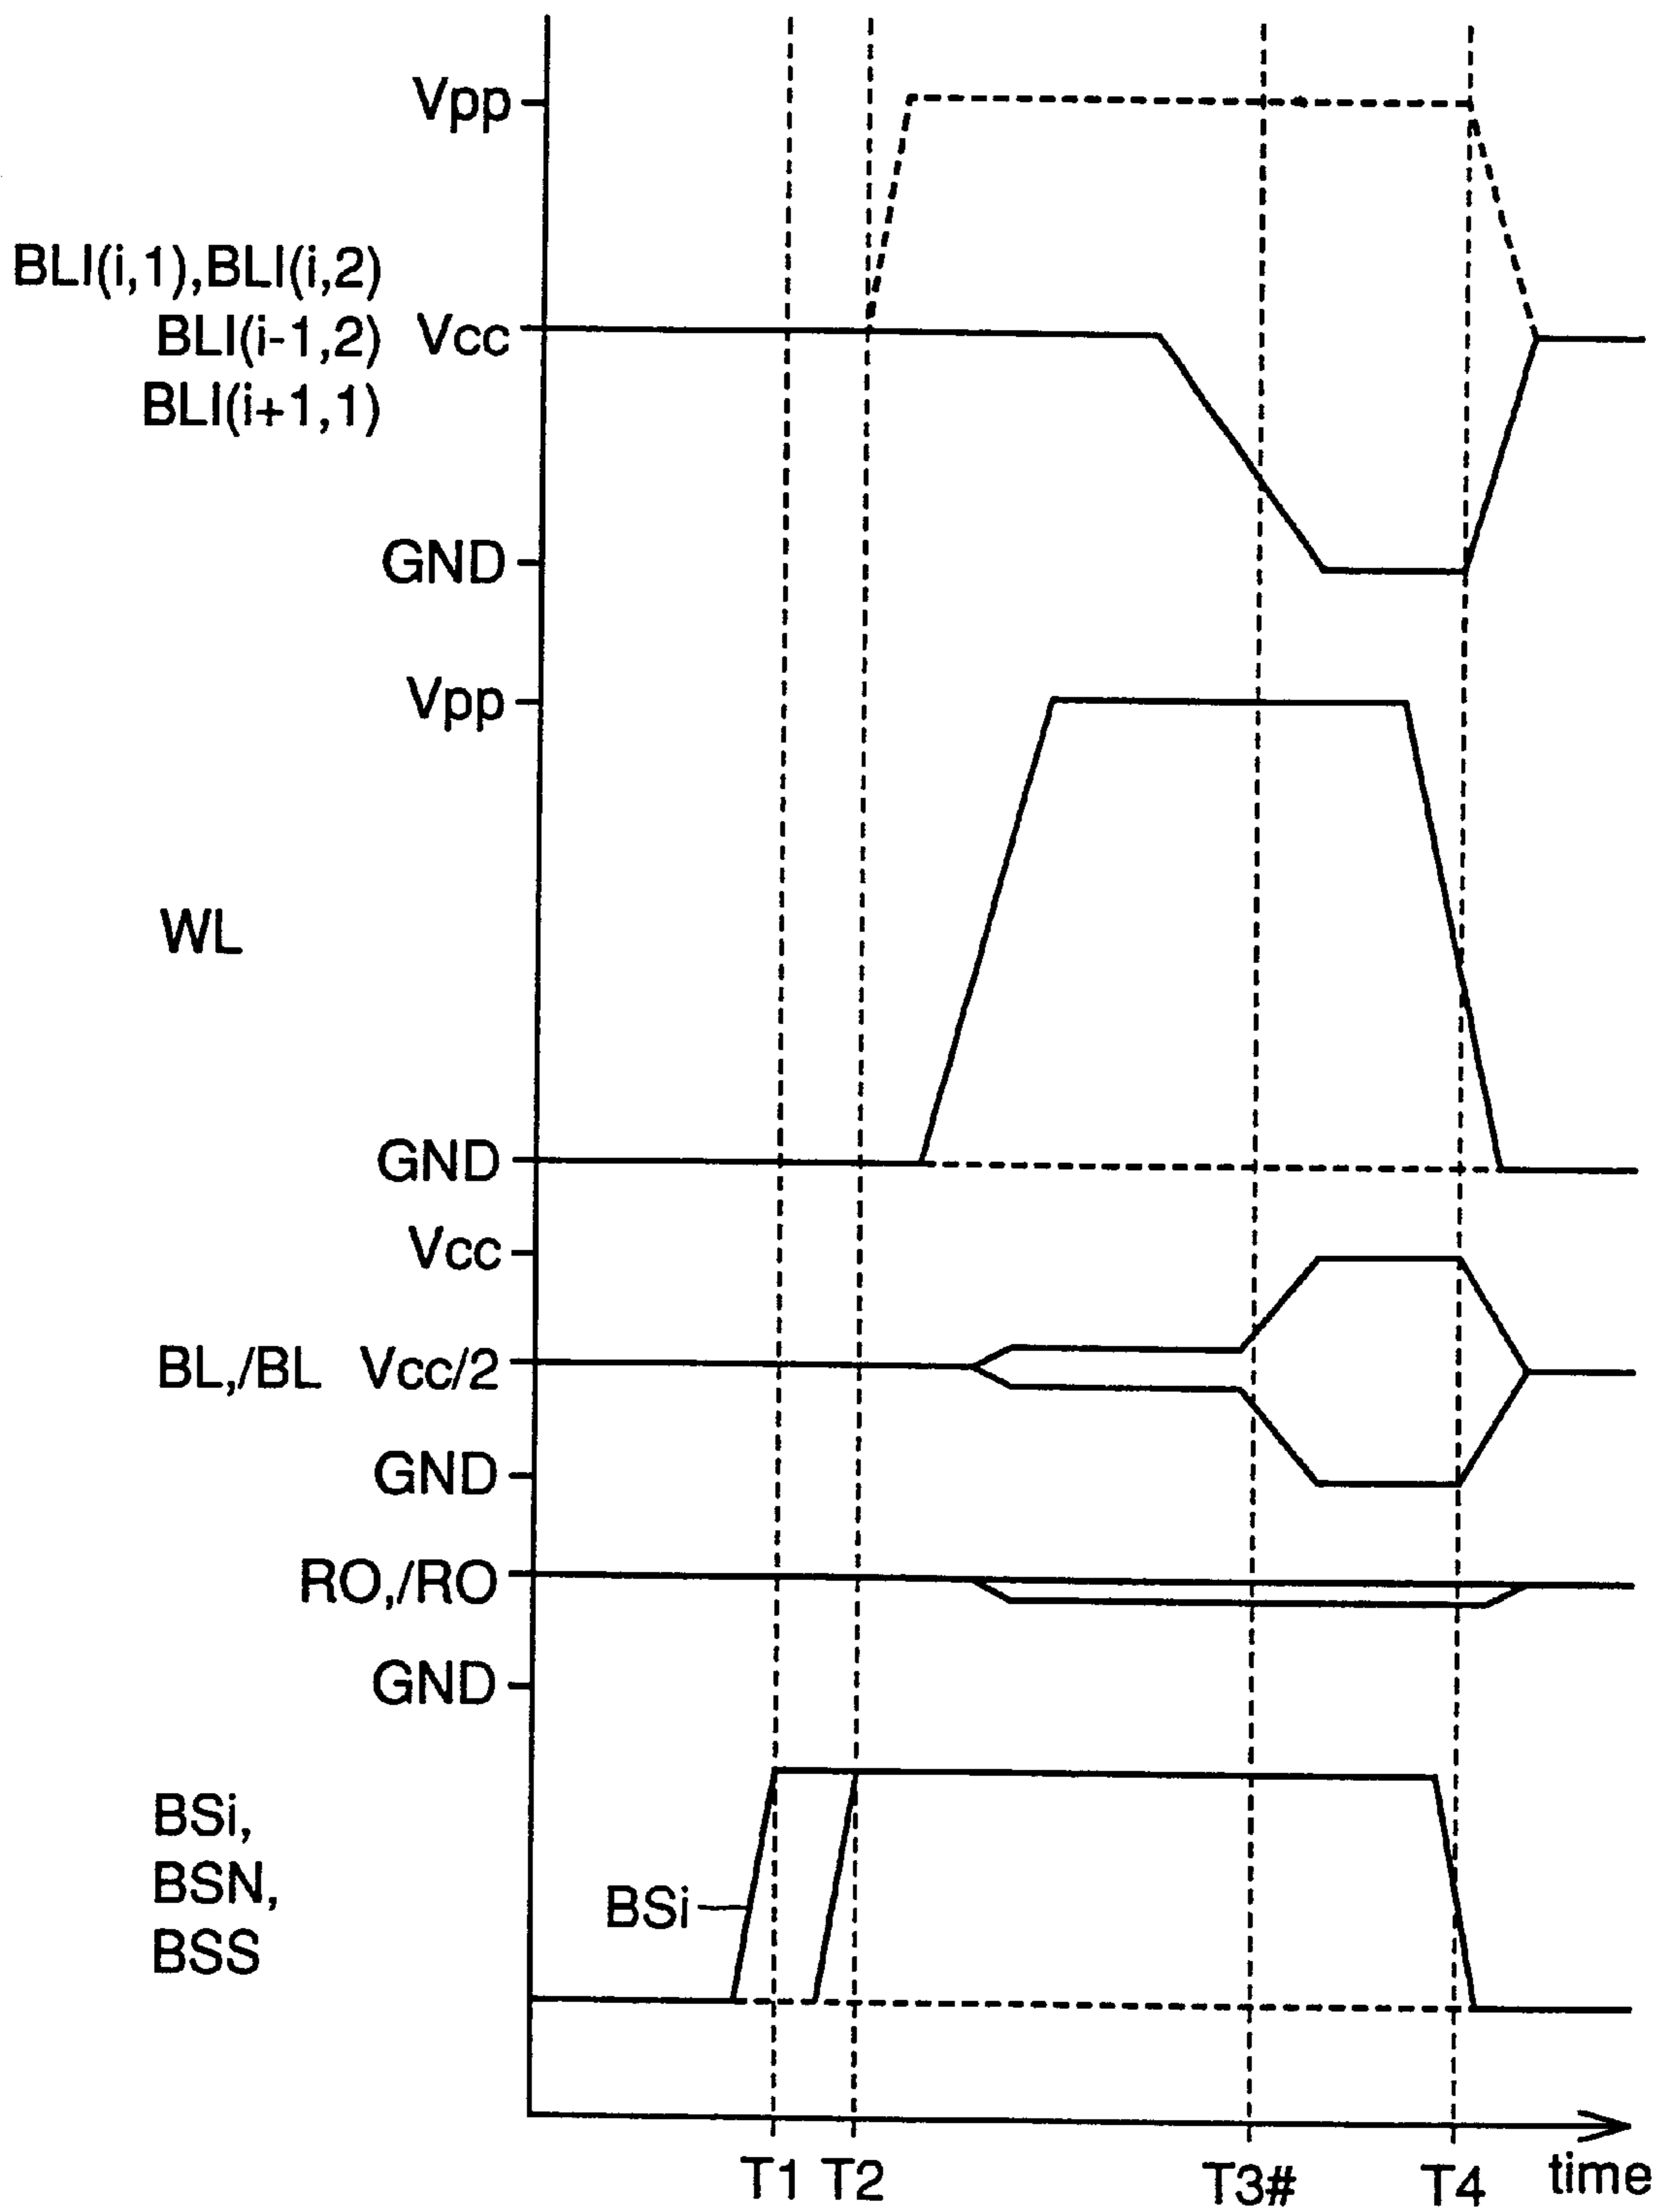 Vpp
BLI(i,1),BLI(i,2)
BLI(i-1,2) Vcc
BLI(i+1,1)
GND
Vpp
WL
GND
Vcc
BL,/BL Vcc/2
GND
RO,/RO
GND
BSi,
BSN,
BSi
BSS
T1 T2 T3# T4 time